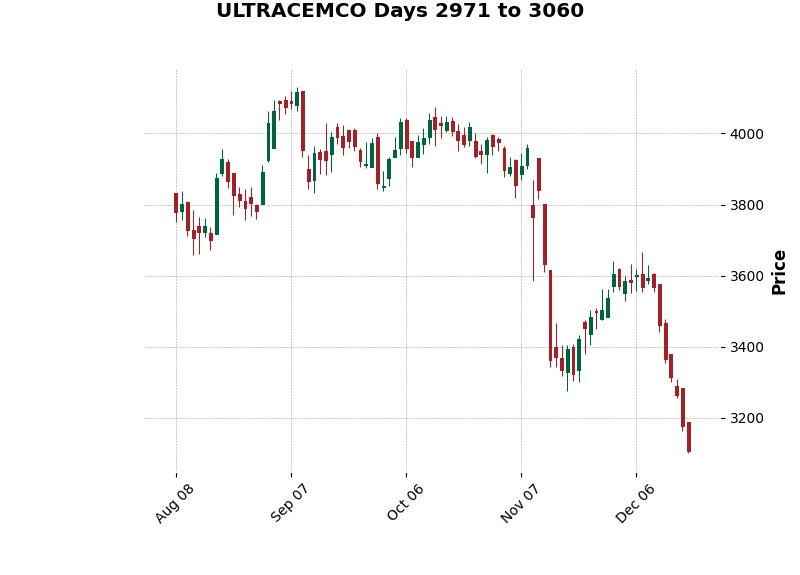 ULTRACEMCO Days 2971 to 3060
4000
3800
3600
3400
3200
Price
Aug 08
Sep 07
Oct 06
Nov 07
Dec 06